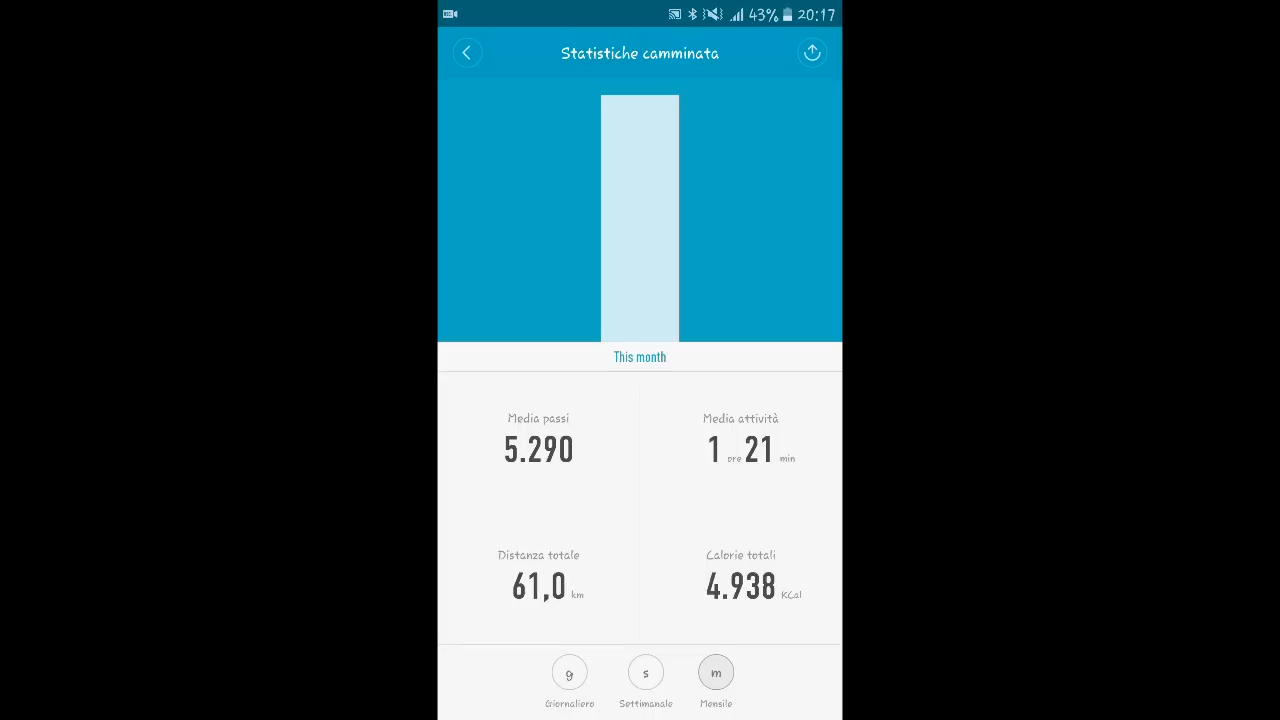 43% 20:17
Statistiche camminata
This month
Media passi
5.290
Media attività
1 ore 21 min
Distanza totale
61,0 km
Calorie totali
4.938 KCal
g s m
Giornaliero Settimanale Mensile